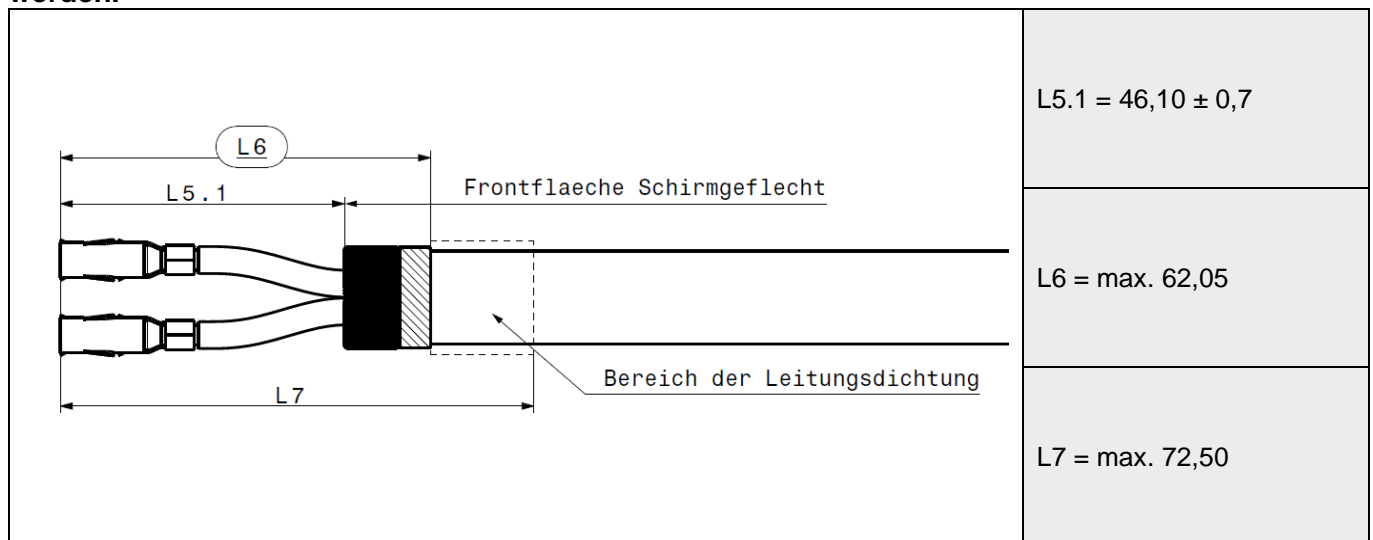 L6
L5.1
Frontflaeche Schirmgeflecht
Bereich der Leitungsdichtung
L7
L5.1 = 46,10 ± 0,7
L6 = max. 62,05
L7 = max. 72,50